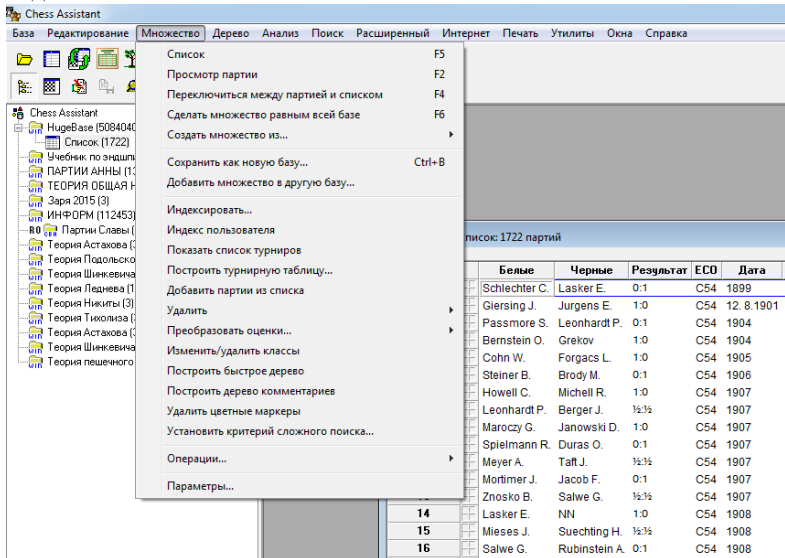 Chess Assistant
База Редактирование Множество Дерево Анализ Поиск Расширенный Интернет Печать Утилиты Окна Справка
Список F5
Просмотр партии F2
Переключиться между партией и списком F4
Сделать множество равным всей базе F6
Создать множество из...
Сохранить как новую базу... Ctrl+B
Добавить множество в другую базу...
Индексировать...
Индекс пользователя
Показать список турниров
Построить турнирную таблицу...
Добавить партии из списка
Удалить
Преобразовать оценки...
Изменить/удалить классы
Построить быстрое дерево
Построить дерево комментариев
Удалить цветные маркеры
Установить критерий сложного поиска...
Операции...
Параметры...
Chess Assistant
HugeBase (5084040
Список (1722)
Учебник по эндшпи
ПАРТИИ АННЫ (13
ТЕОРИЯ ОБЩАЯ Н
Заря 2015 (3)
ИНФОРМ (112453)
RO Партии Славы (
Теория Астахова (3
Теория Подольско
Теория Шинкевича
Теория Леднева (1
Теория Никиты (3)
Теория Тихолиза (3
Теория Астахова (3
Теория Шинкевича
Теория пешечного
писок: 1722 партий
Белые Черные Результат ECO Дата
Schlechter C. Lasker E. 0:1 C54 1899
Giersing J. Jurgens E. 1:0 C54 12. 8.1901
Passmore S. Leonhardt P. 0:1 C54 1904
Bernstein O. Grekov 1:0 C54 1904
Cohn W. Forgacs L. 1:0 C54 1905
Steiner B. Brody M. 0:1 C54 1906
Howell C. Michell R. 1:0 C54 1907
Leonhardt P. Berger J. ½:½ C54 1907
Maroczy G. Janowski D. 1:0 C54 1907
Spielmann R. Duras O. 0:1 C54 1907
Meyer A. Taft J. ½:½ C54 1907
Mortimer J. Jacob F. 0:1 C54 1907
Znosko B. Salwe G. ½:½ C54 1907
14 Lasker E. NN 1:0 C54 1908
15 Mieses J. Suechting H. ½:½ C54 1908
16 Salwe G. Rubinstein A. 0:1 C54 1908